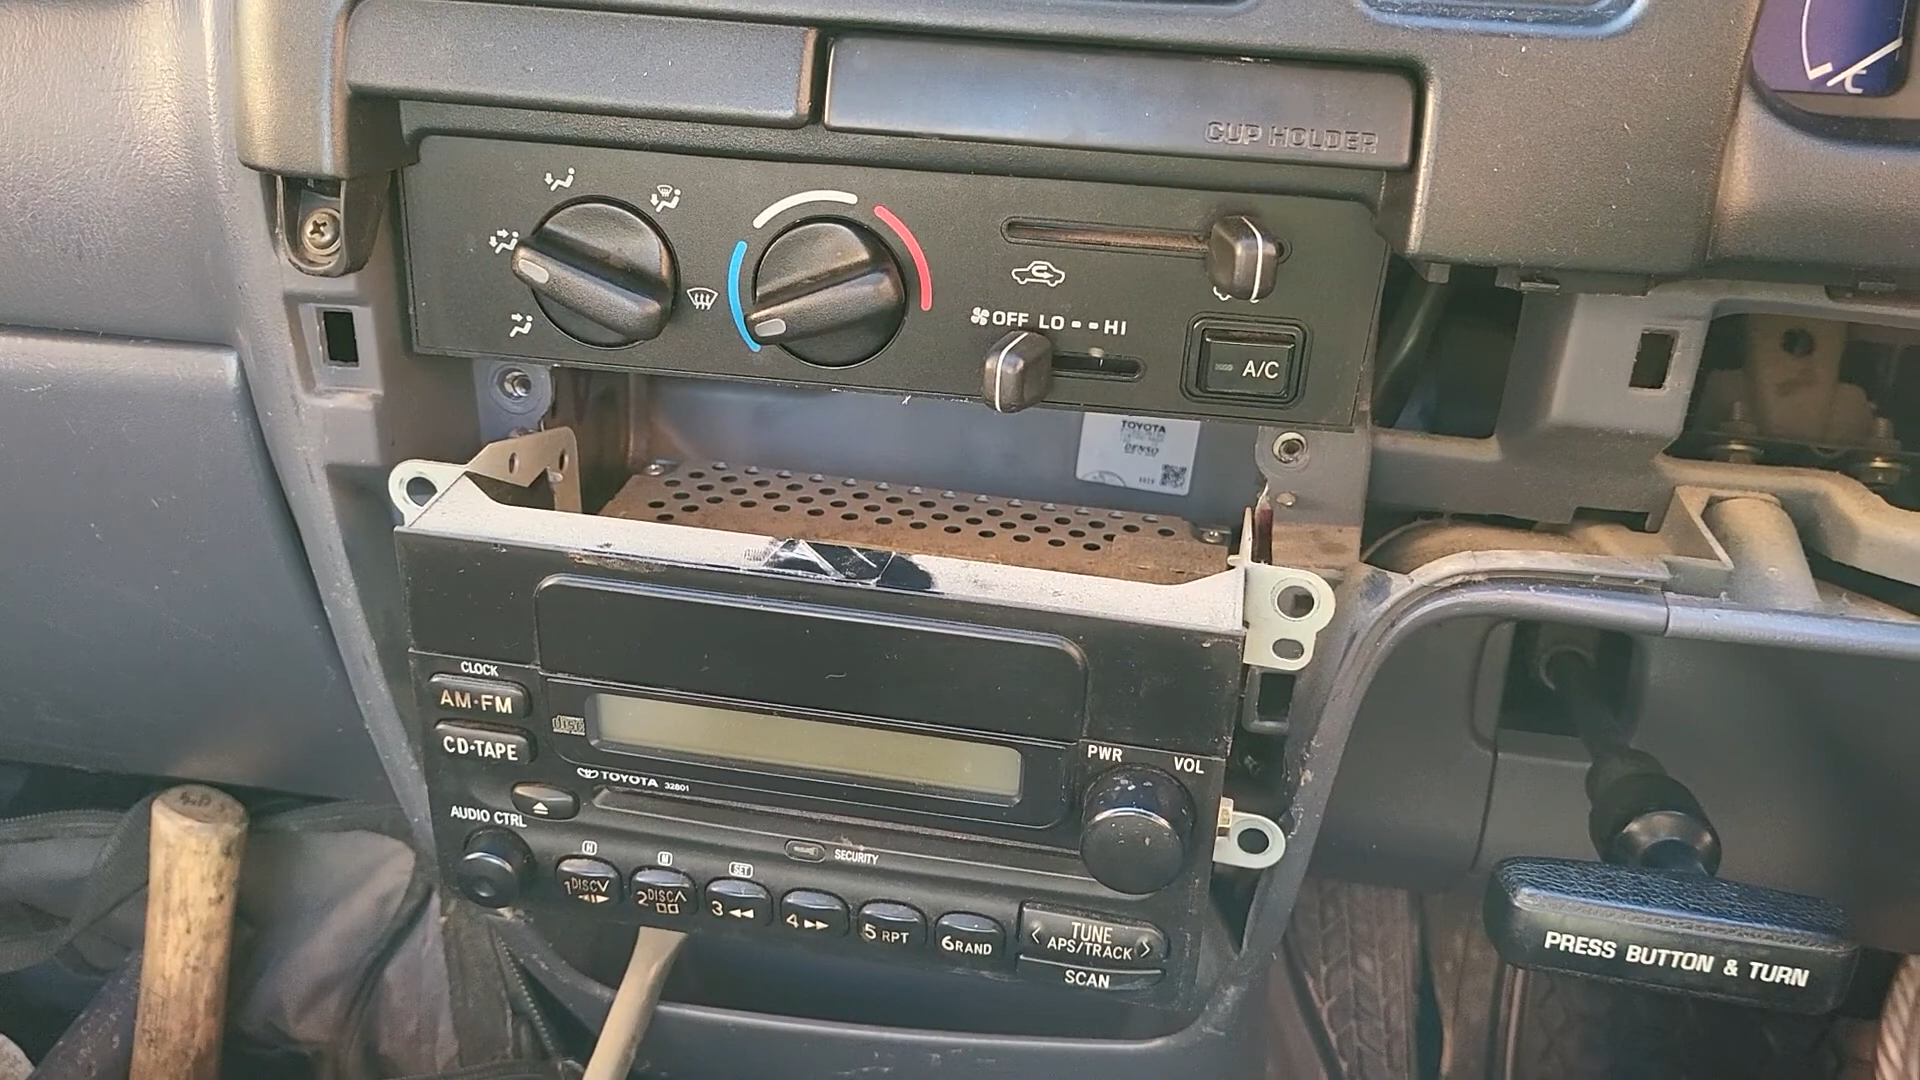 C
CUP HOLDER
OFF LO HI
A/C
TOYOTA
DENSO
CLOCK
AM·FM
CD·TAPE
disc
TOYOTA 32801
PWR
VOL
AUDIO CTRL
SECURITY
H
M
SET
1 DISC
2 DISC
3
4
5 RPT
6 RAND
TUNE
APS/TRACK
SCAN
PRESS BUTTON & TURN